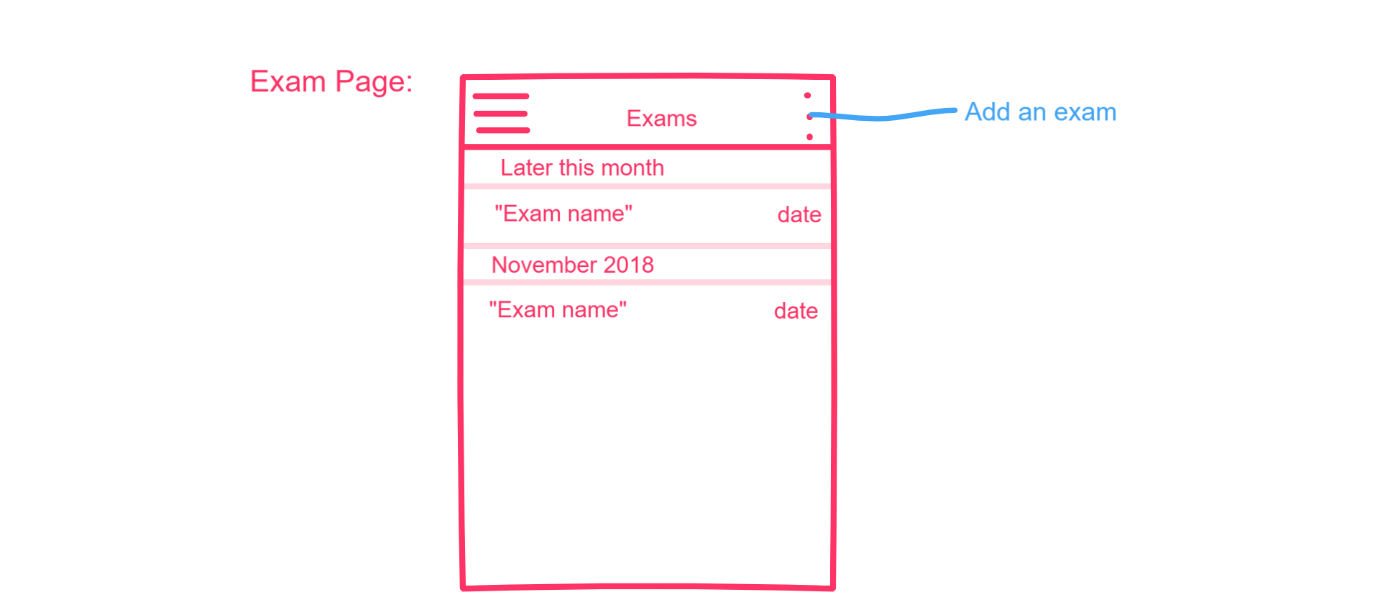 Exam Page:
Exams
Add an exam
Later this month
"Exam name" date
November 2018
"Exam name" date